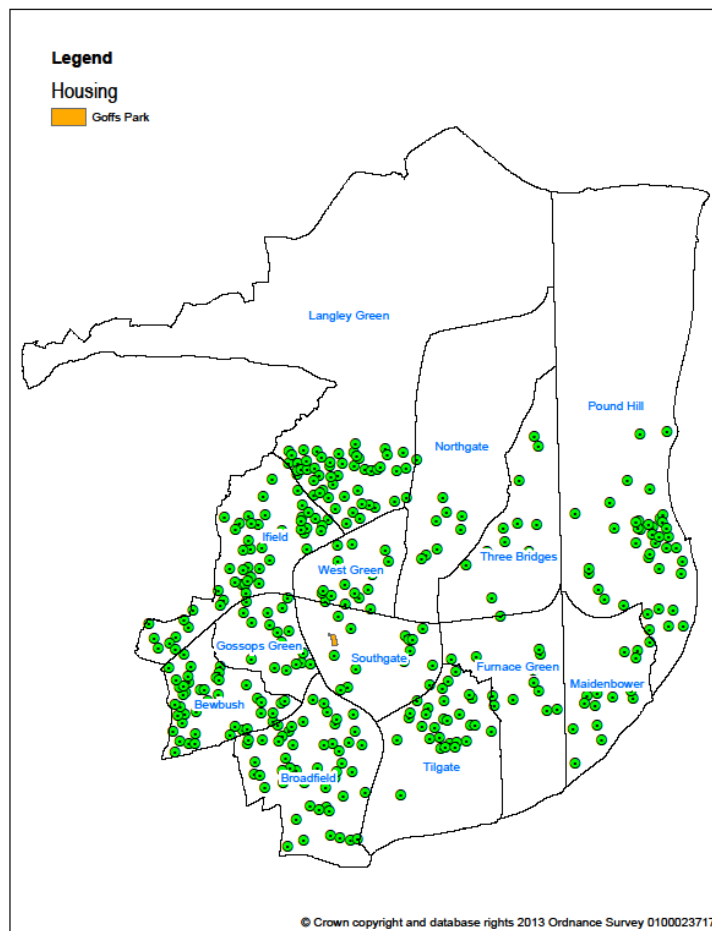 Legend
Housing
Goffs Park
Langley Green
Pound Hill
Northgate
Ifield
Three Bridges
West Green
Gossops Green
Southgate
Furnace Green
Maidenbower
Bewbush
Tilgate
Broadfield
© Crown copyright and database rights 2013 Ordnance Survey 0100023717